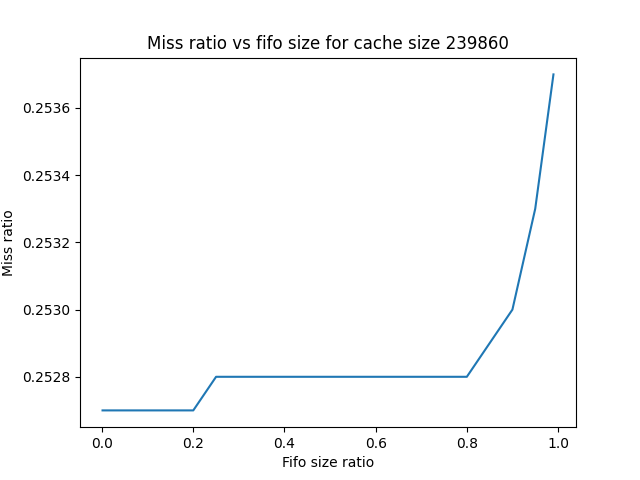 Miss ratio vs fifo size for cache size 239860
Miss ratio
0.2536
0.2534
0.2532
0.2530
0.2528
0.0 0.2 0.4 0.6 0.8 1.0
Fifo size ratio